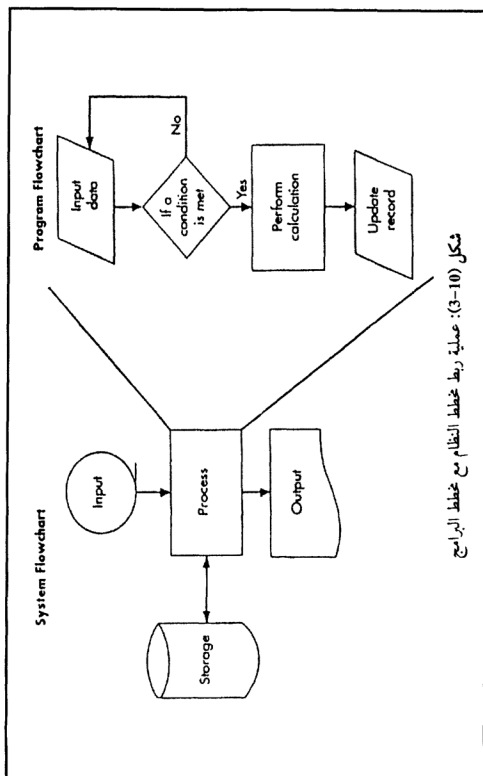 System Flowchart
Input
Process
Storage
Output
Program Flowchart
Input
data
If a
condition
is met
No
Yes
Perform
calculation
Update
record
شكل (10-3): عملية ربط مخطط النظام مع مخطط البرامج